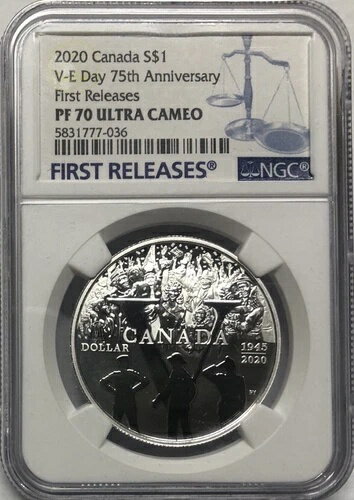 2020 Canada S$1
V-E Day 75th Anniversary
First Releases
PF 70 ULTRA CAMEO
5831777-036
FIRST RELEASES® NGC®
CANADA
DOLLAR 1945
2020